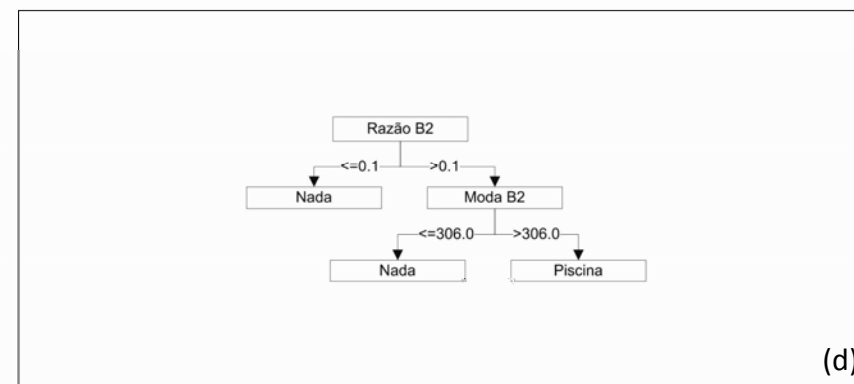 Razão B2
<=0.1 >0.1
Nada Moda B2
<=306.0 >306.0
Nada Piscina
(d)